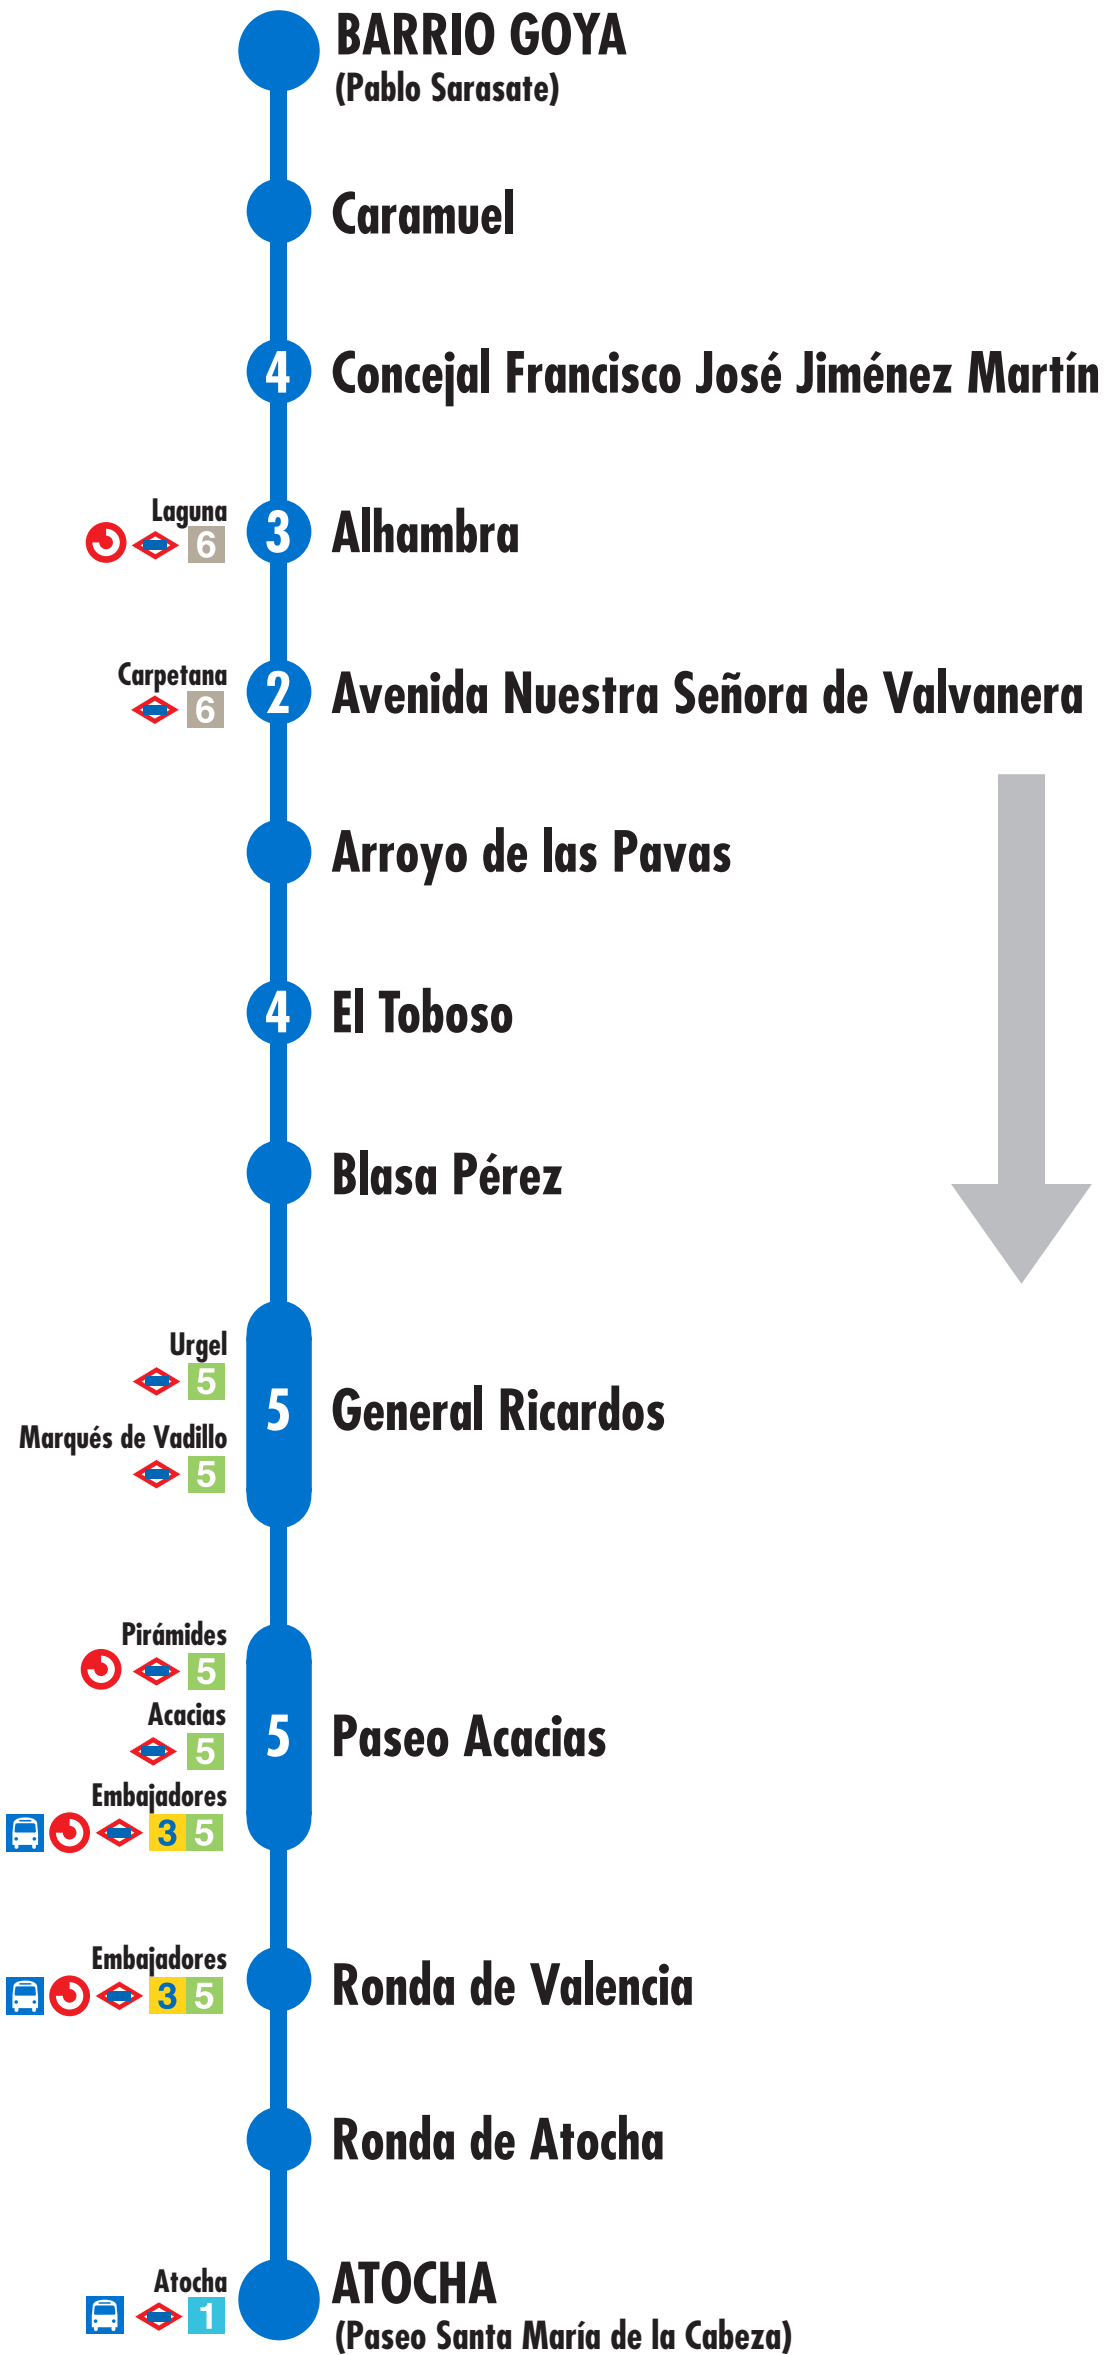 BARRIO GOYA
(Pablo Sarasate)
Caramuel
4 Concejal Francisco José Jiménez Martín
Laguna
6
3 Alhambra
Carpetana
6
2 Avenida Nuestra Señora de Valvanera
Arroyo de las Pavas
4 El Toboso
Blasa Pérez
Urgel
5
Marqués de Vadillo
5
5 General Ricardos
Pirámides
5
Acacias
5
Embajadores
3 5
5 Paseo Acacias
Embajadores
3 5
Ronda de Valencia
Ronda de Atocha
Atocha
1
ATOCHA
(Paseo Santa María de la Cabeza)